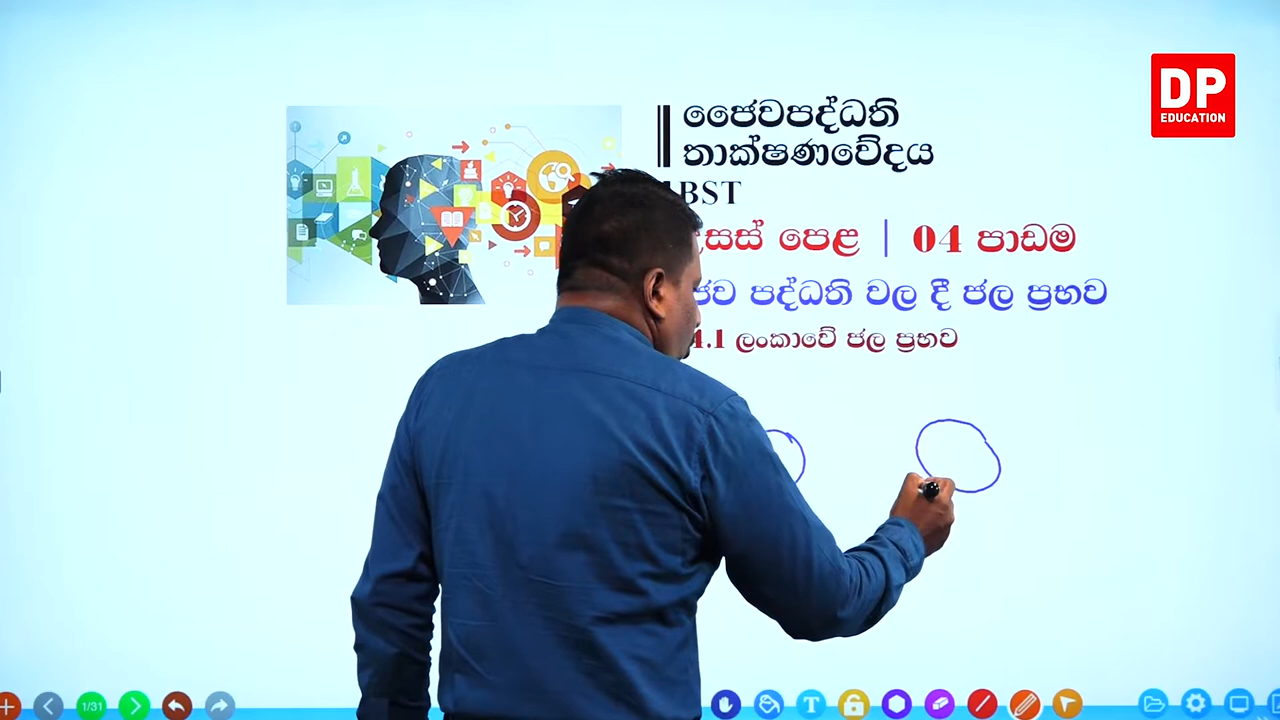 DP
EDUCATION
ජෛවපද්ධති
තාක්ෂණවේදය
BST
පෙළ | 04 පාඩම
පද්ධති වල දී ජල ප්‍රභව
ලංකාවේ ජල ප්‍රභව
1/31
T